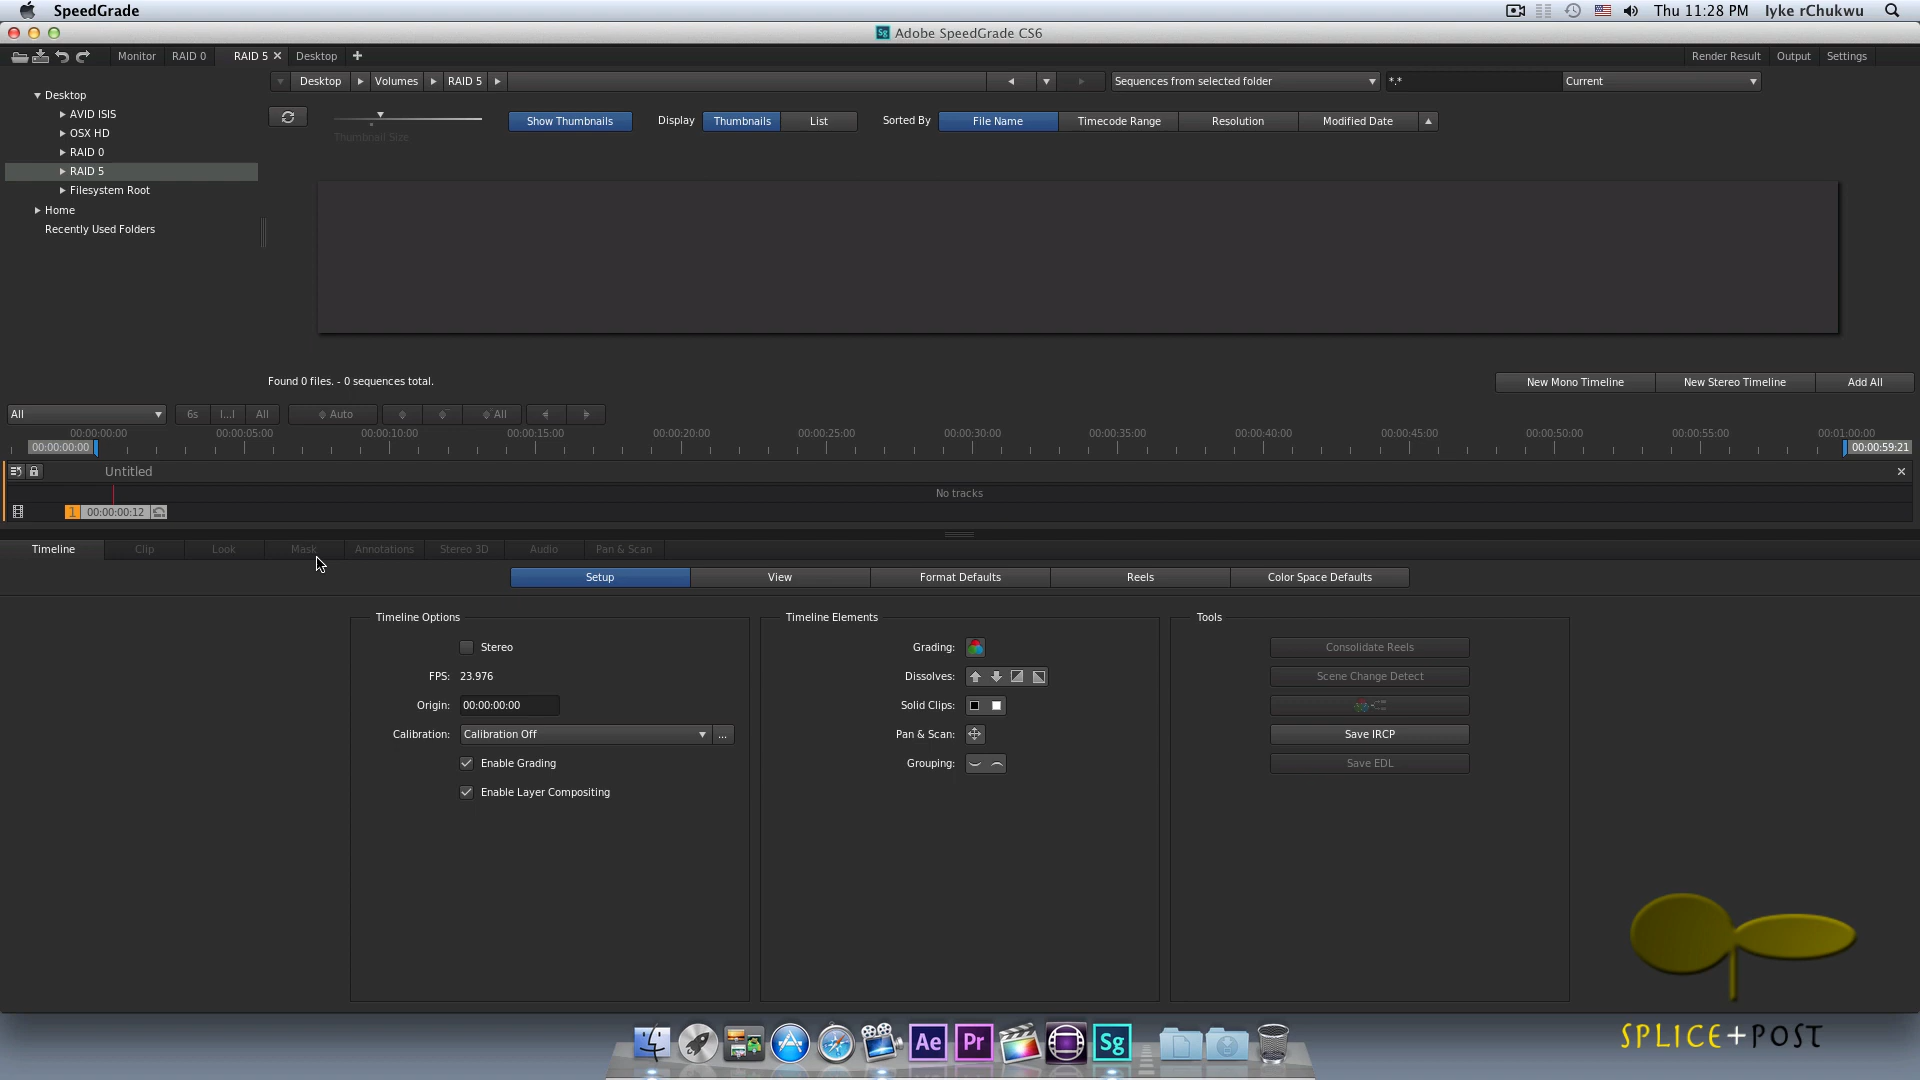 SpeedGrade
Thu 11:28 PM Iyke rChukwu
Sg Adobe SpeedGrade CS6
Monitor RAID 0 RAID 5 Desktop
Render Result Output Settings
Desktop Volumes RAID 5
Sequences from selected folder *.* Current
Desktop
AVID ISIS
OSX HD
RAID 0
RAID 5
Filesystem Root
Home
Recently Used Folders
Thumbnail Size
Show Thumbnails Display Thumbnails List Sorted By File Name Timecode Range Resolution Modified Date
Found 0 files. - 0 sequences total.
New Mono Timeline New Stereo Timeline Add All
All 6s I...I All Auto All
00:00:00:00 00:00:05:00 00:00:10:00 00:00:15:00 00:00:20:00 00:00:25:00 00:00:30:00 00:00:35:00 00:00:40:00 00:00:45:00 00:00:50:00 00:00:55:00 00:01:00:00
00:00:00:00 00:00:59:21
Untitled
No tracks
1 00:00:00:12
Timeline Clip Look Mask Annotations Stereo 3D Audio Pan & Scan
Setup View Format Defaults Reels Color Space Defaults
Timeline Options
Stereo
FPS: 23.976
Origin: 00:00:00:00
Calibration: Calibration Off ...
Enable Grading
Enable Layer Compositing
Timeline Elements
Grading:
Dissolves:
Solid Clips:
Pan & Scan:
Grouping:
Tools
Consolidate Reels
Scene Change Detect
Save IRCP
Save EDL
Ae Pr Sg
SPLICE+POST